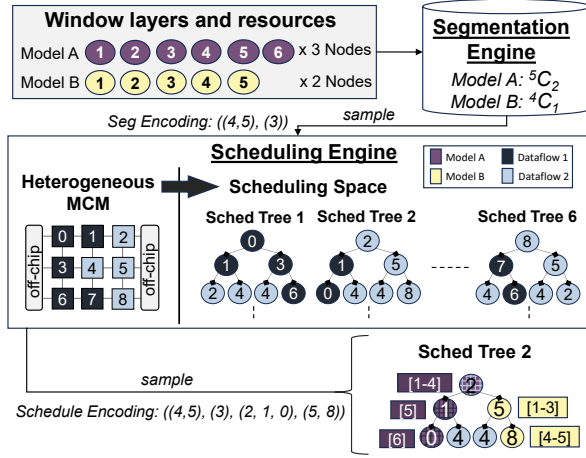 Window layers and resources
Model A 1 2 3 4 5 6 x 3 Nodes
Model B 1 2 3 4 5 x 2 Nodes
Segmentation
Engine
Model A: ⁵C₂
Model B: ⁴C₁
Seg Encoding: ((4,5), (3))
sample
Scheduling Engine
Model A Dataflow 1
Model B Dataflow 2
Heterogeneous
MCM
Scheduling Space
off-chip
0 1 2
3 4 5
6 7 8
off-chip
Sched Tree 1
0
1 3
2 4 4 6
Sched Tree 2
2
1 5
0 4 4 8
Sched Tree 6
8
7 5
4 6 4 2
sample
Schedule Encoding: ((4,5), (3), (2, 1, 0), (5, 8))
Sched Tree 2
[1-4] 2
[5] 1 5 [1-3]
[6] 0 4 4 8 [4-5]